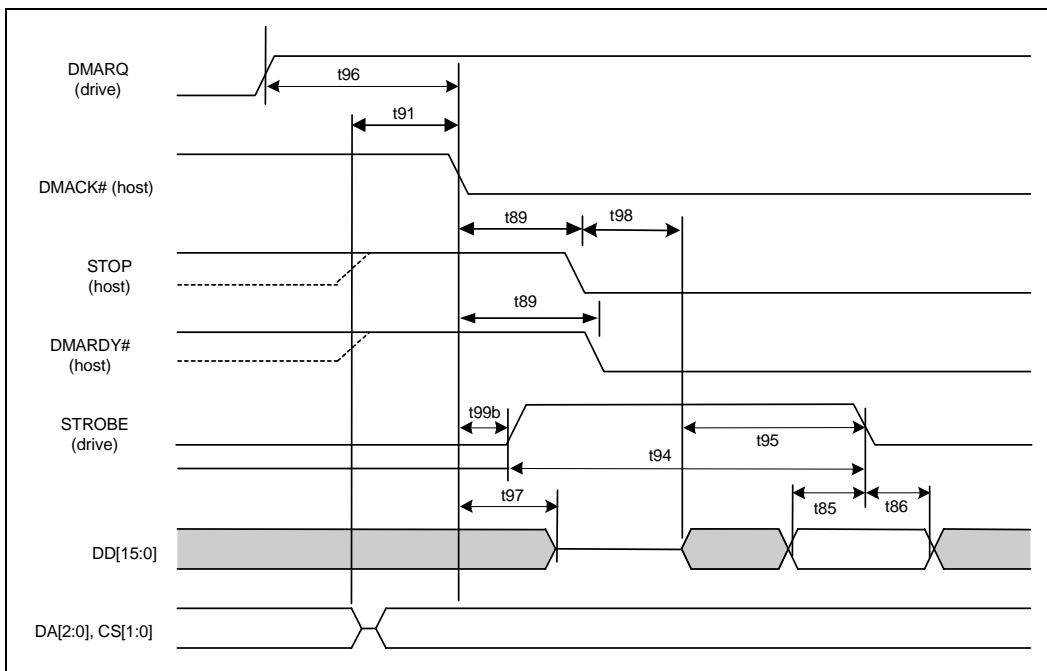 DMARQ
(drive)
t96
t91
DMACK# (host)
t89
t98
STOP
(host)
t89
DMARDY#
(host)
t99b
STROBE
(drive)
t95
t94
t97
t85
t86
DD[15:0]
DA[2:0], CS[1:0]